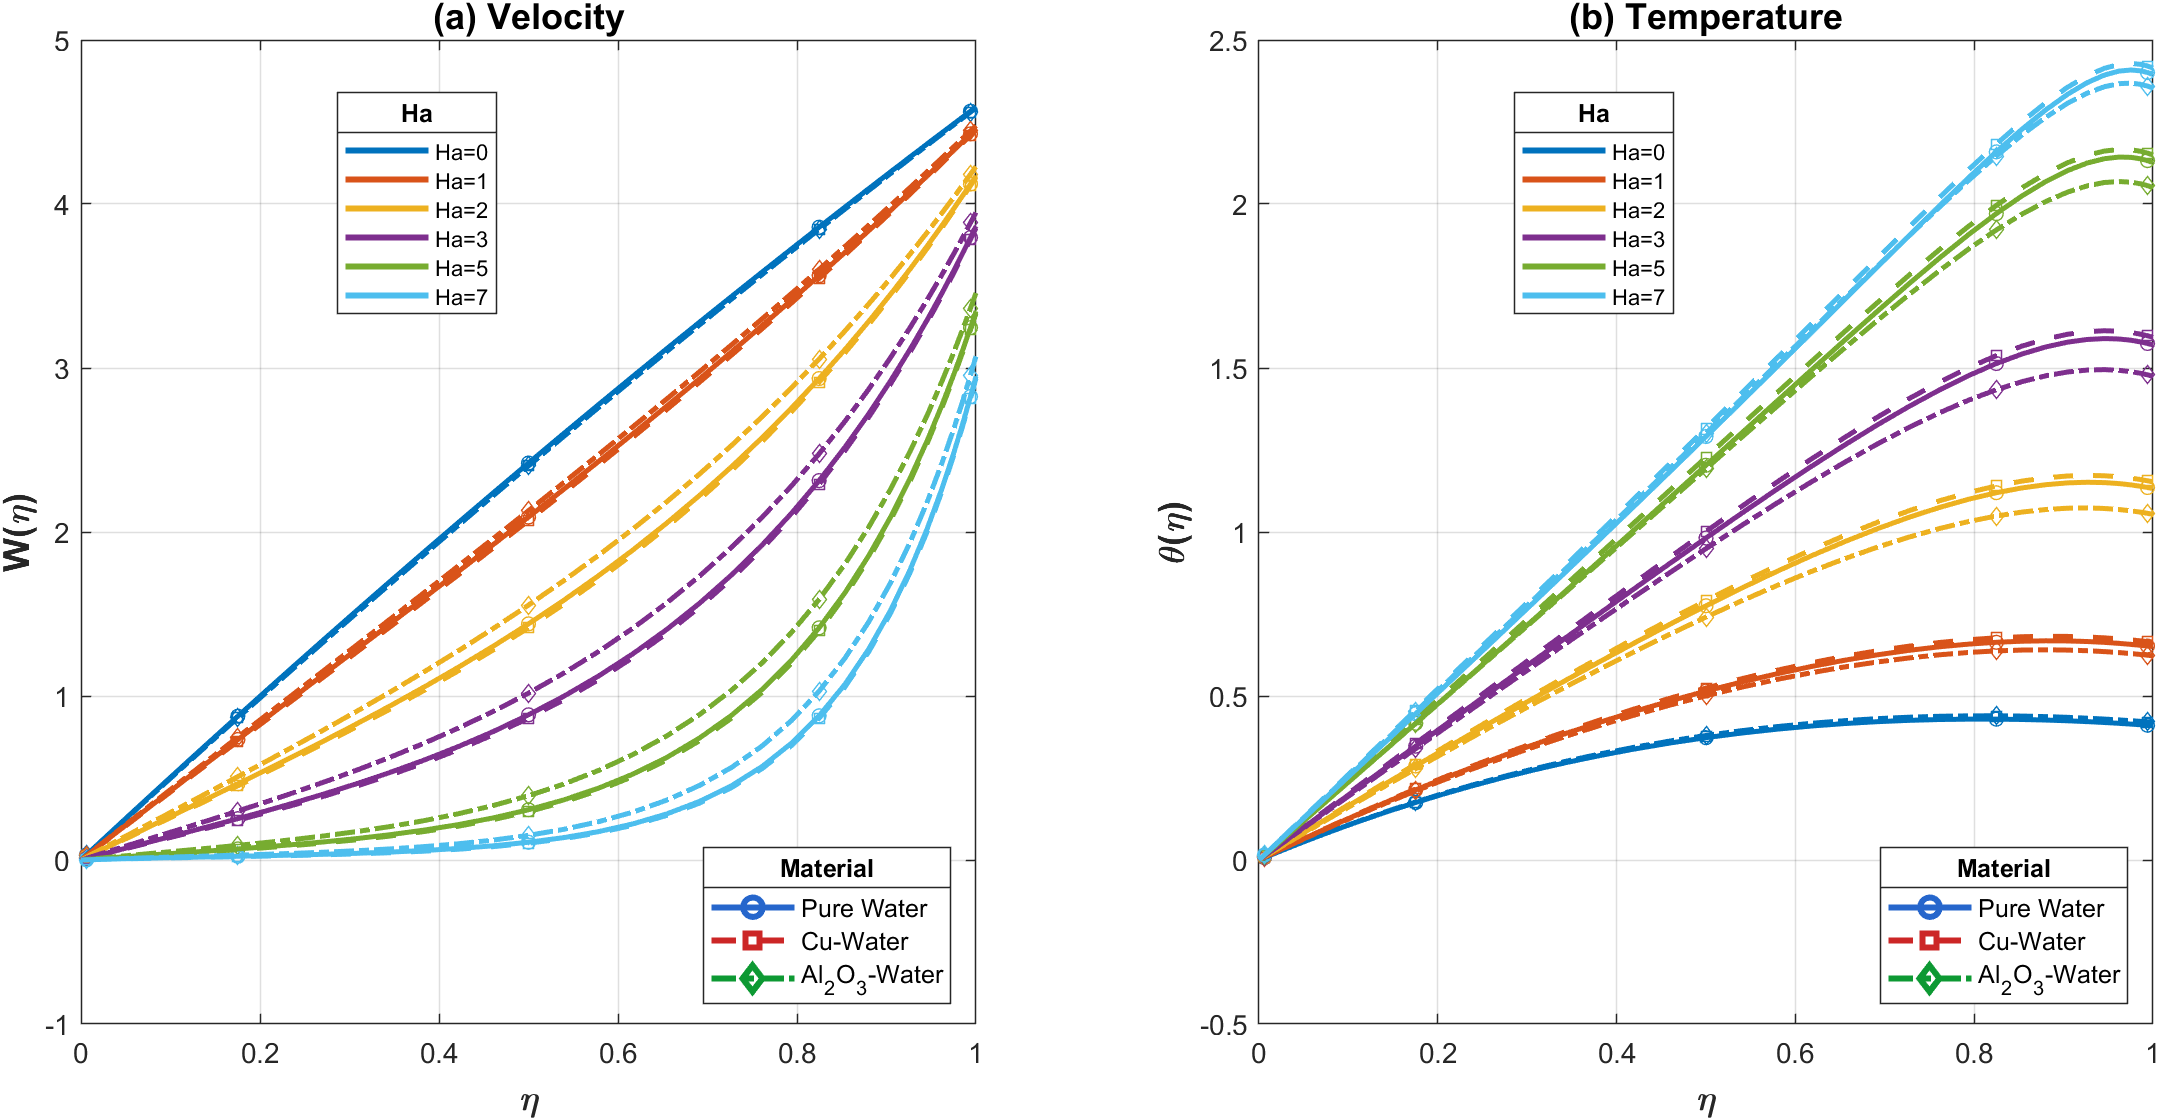 (a) Velocity
5
4
3
2
1
0
-1
0
0.2
0.4
0.6
0.8
1
W(η)
η
Ha
Ha=0
Ha=1
Ha=2
Ha=3
Ha=5
Ha=7
Material
Pure Water
Cu-Water
Al₂O₃-Water
(b) Temperature
2.5
2
1.5
1
0.5
0
-0.5
0
0.2
0.4
0.6
0.8
1
θ(η)
η
Ha
Ha=0
Ha=1
Ha=2
Ha=3
Ha=5
Ha=7
Material
Pure Water
Cu-Water
Al₂O₃-Water